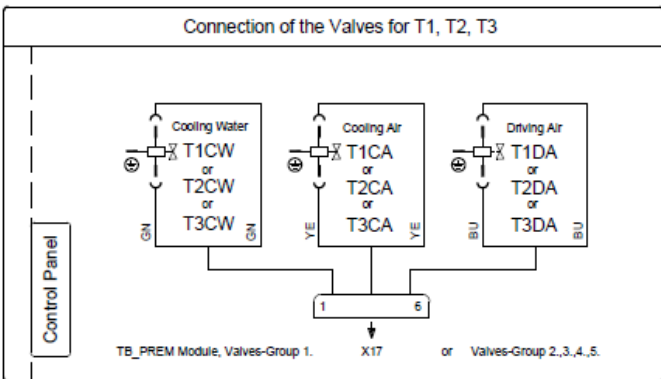 Connection of the Valves for T1, T2, T3
Cooling Water
T1CW
or
T2CW
or
T3CW
GN
GN
Cooling Air
T1CA
or
T2CA
or
T3CA
YE
YE
Driving Air
T1DA
or
T2DA
or
T3DA
BU
BU
Control Panel
1 6
TB_PREM Module, Valves-Group 1. X17 or Valves-Group 2.,3.,4.,5.